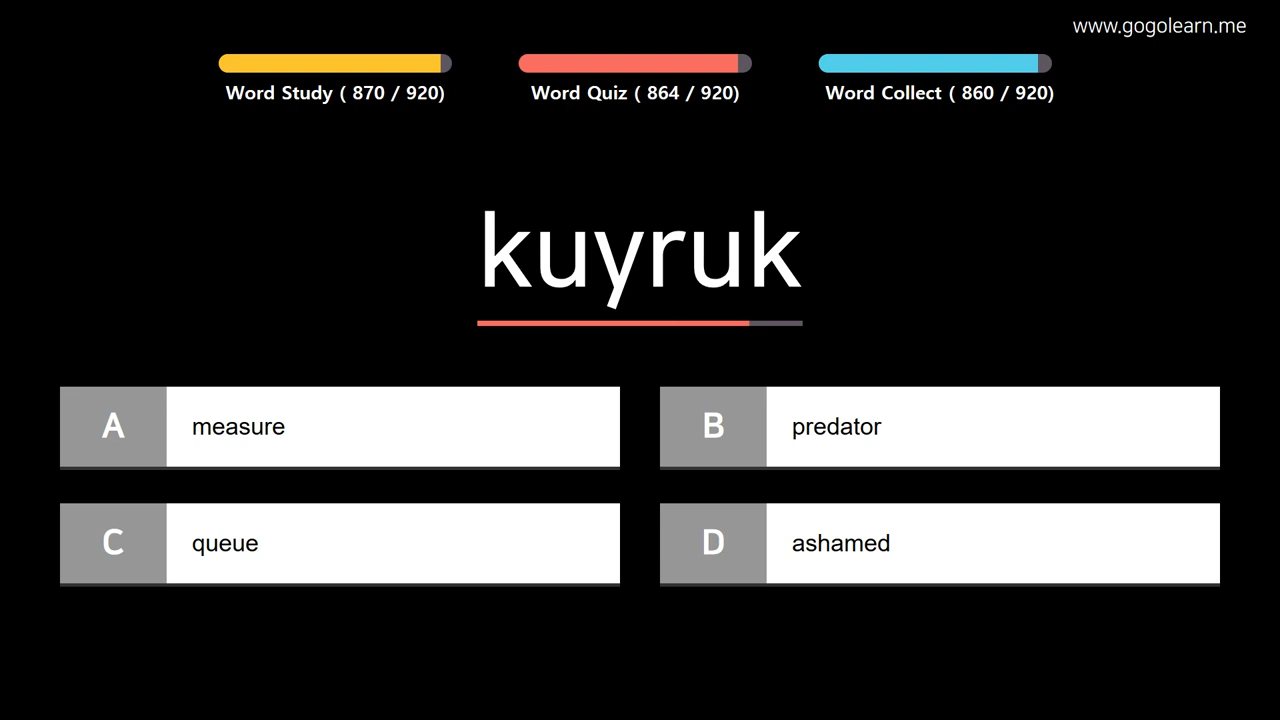 www.gogolearn.me
Word Study ( 870 / 920)
Word Quiz ( 864 / 920)
Word Collect ( 860 / 920)
kuyruk
A measure
B predator
C queue
D ashamed